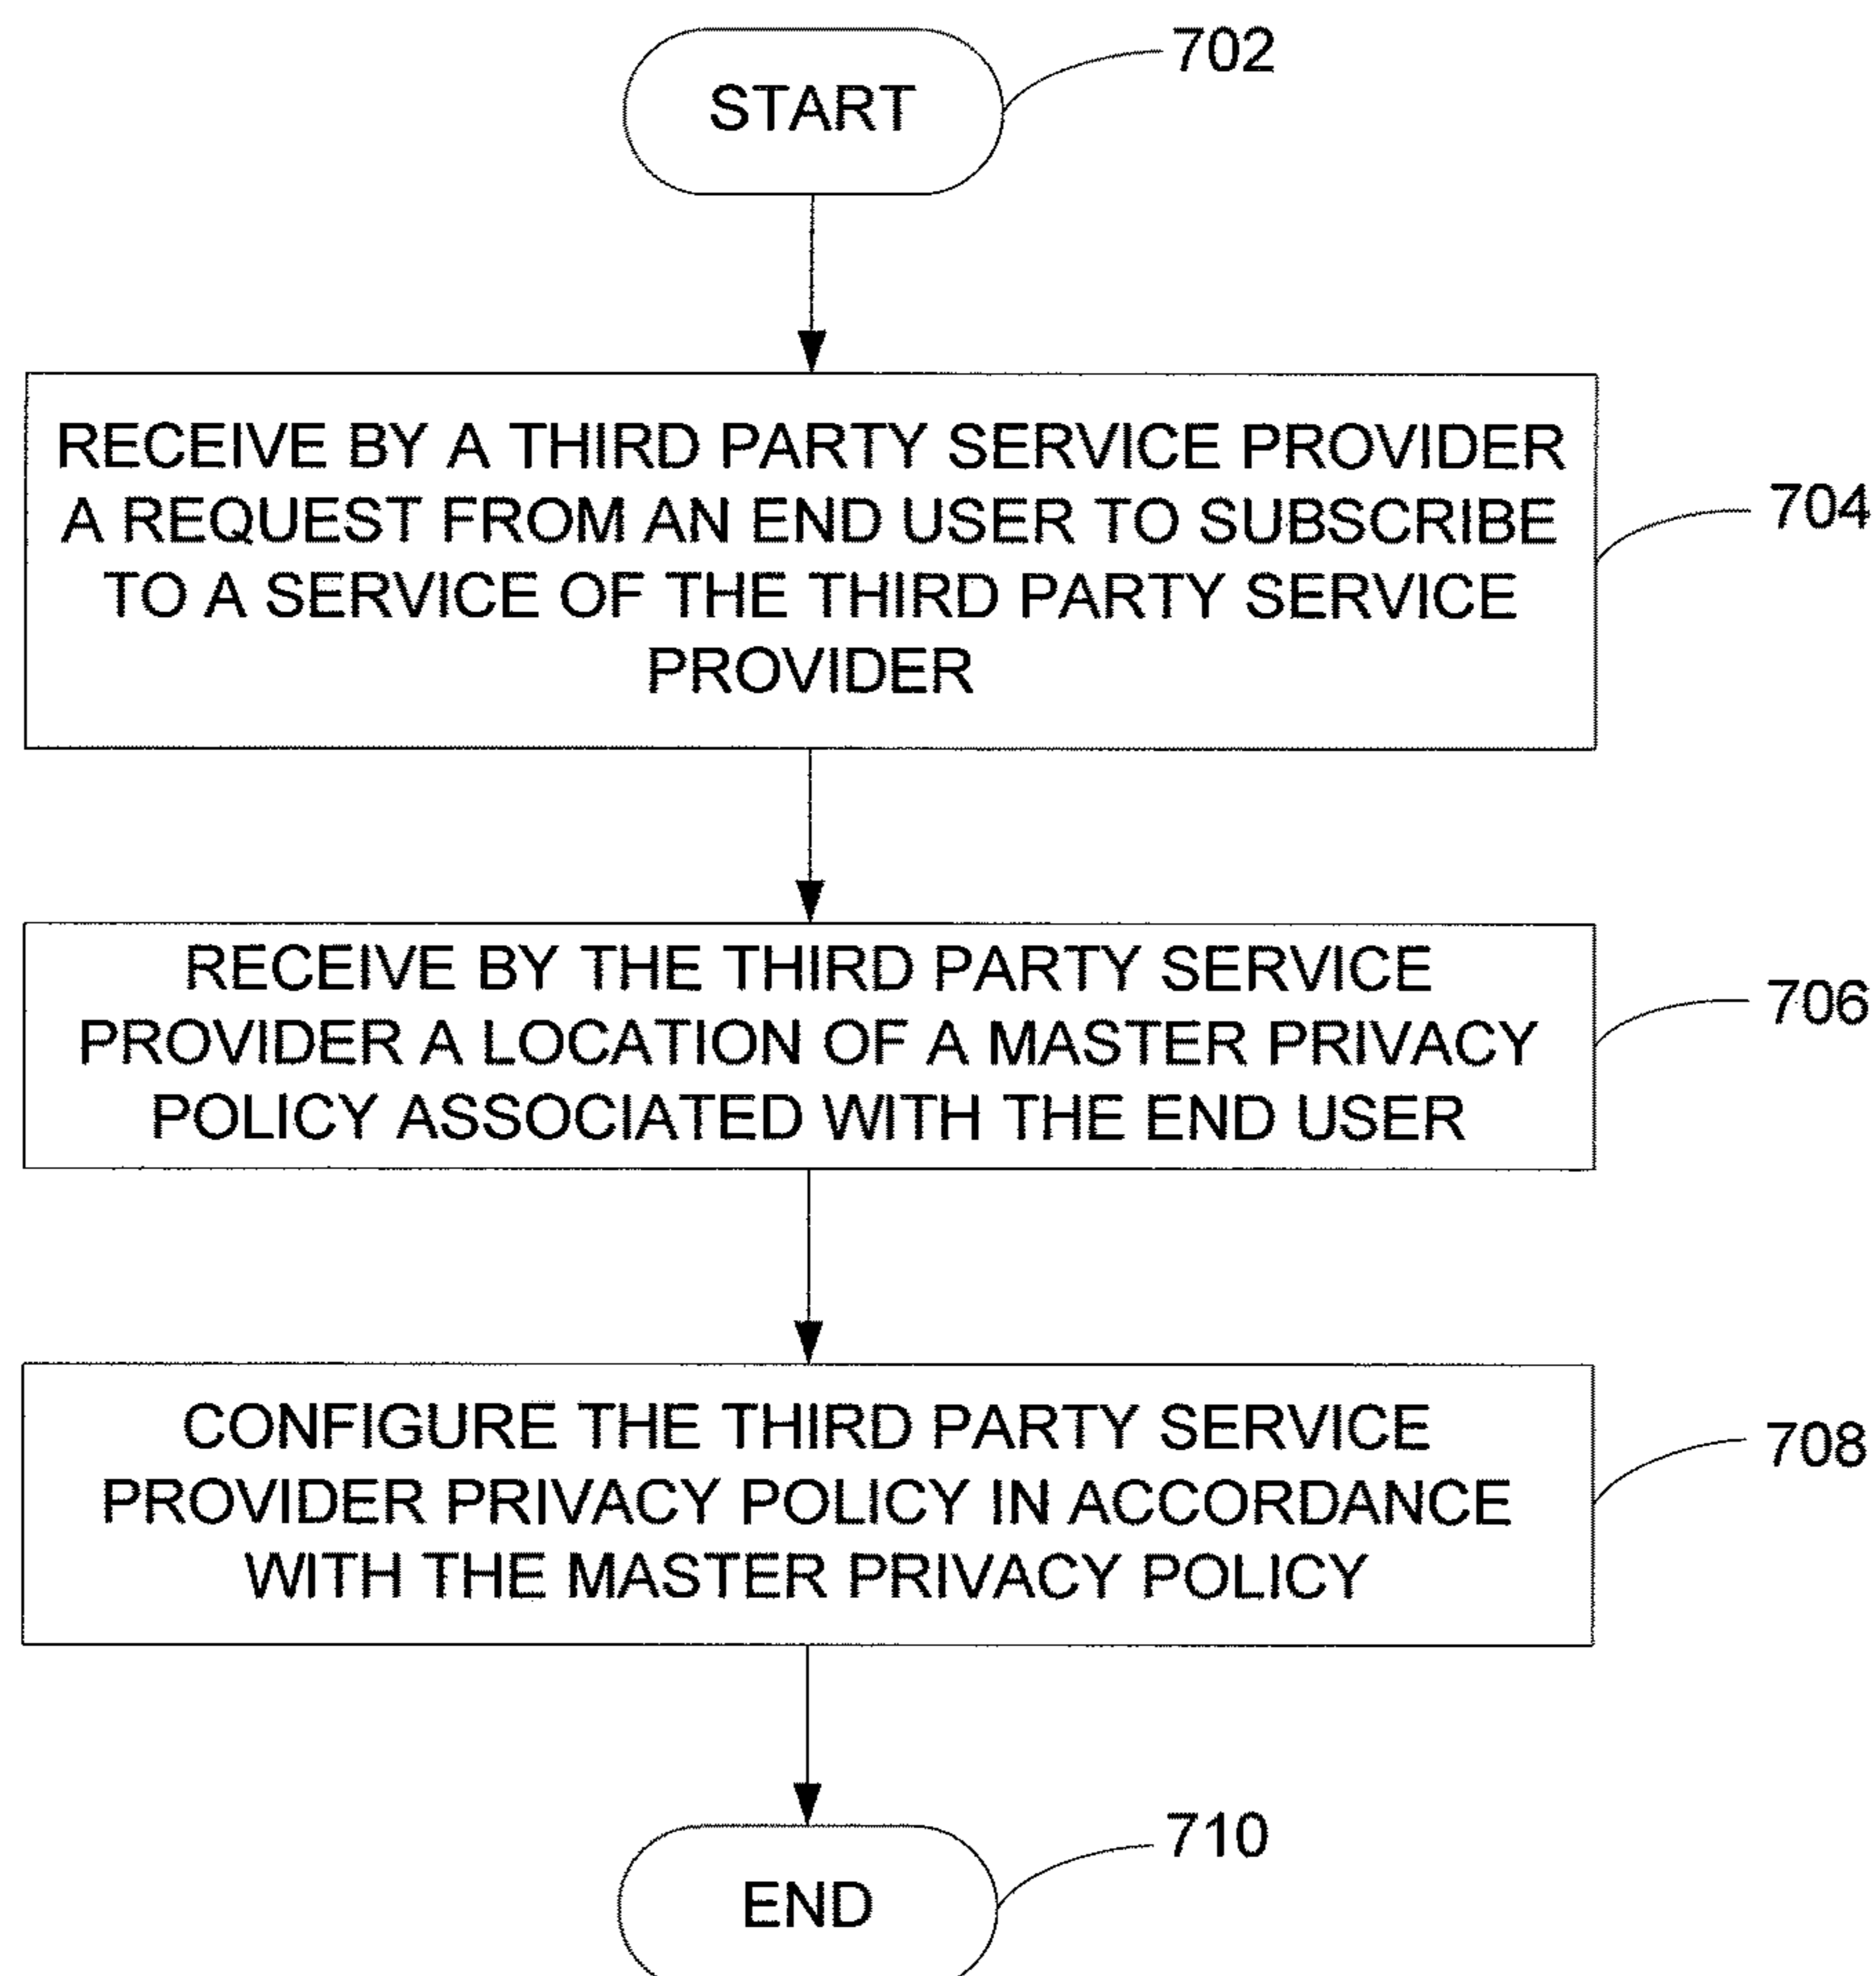 START
702
RECEIVE BY A THIRD PARTY SERVICE PROVIDER
A REQUEST FROM AN END USER TO SUBSCRIBE
TO A SERVICE OF THE THIRD PARTY SERVICE
PROVIDER
704
RECEIVE BY THE THIRD PARTY SERVICE
PROVIDER A LOCATION OF A MASTER PRIVACY
POLICY ASSOCIATED WITH THE END USER
706
CONFIGURE THE THIRD PARTY SERVICE
PROVIDER PRIVACY POLICY IN ACCORDANCE
WITH THE MASTER PRIVACY POLICY
708
END
710